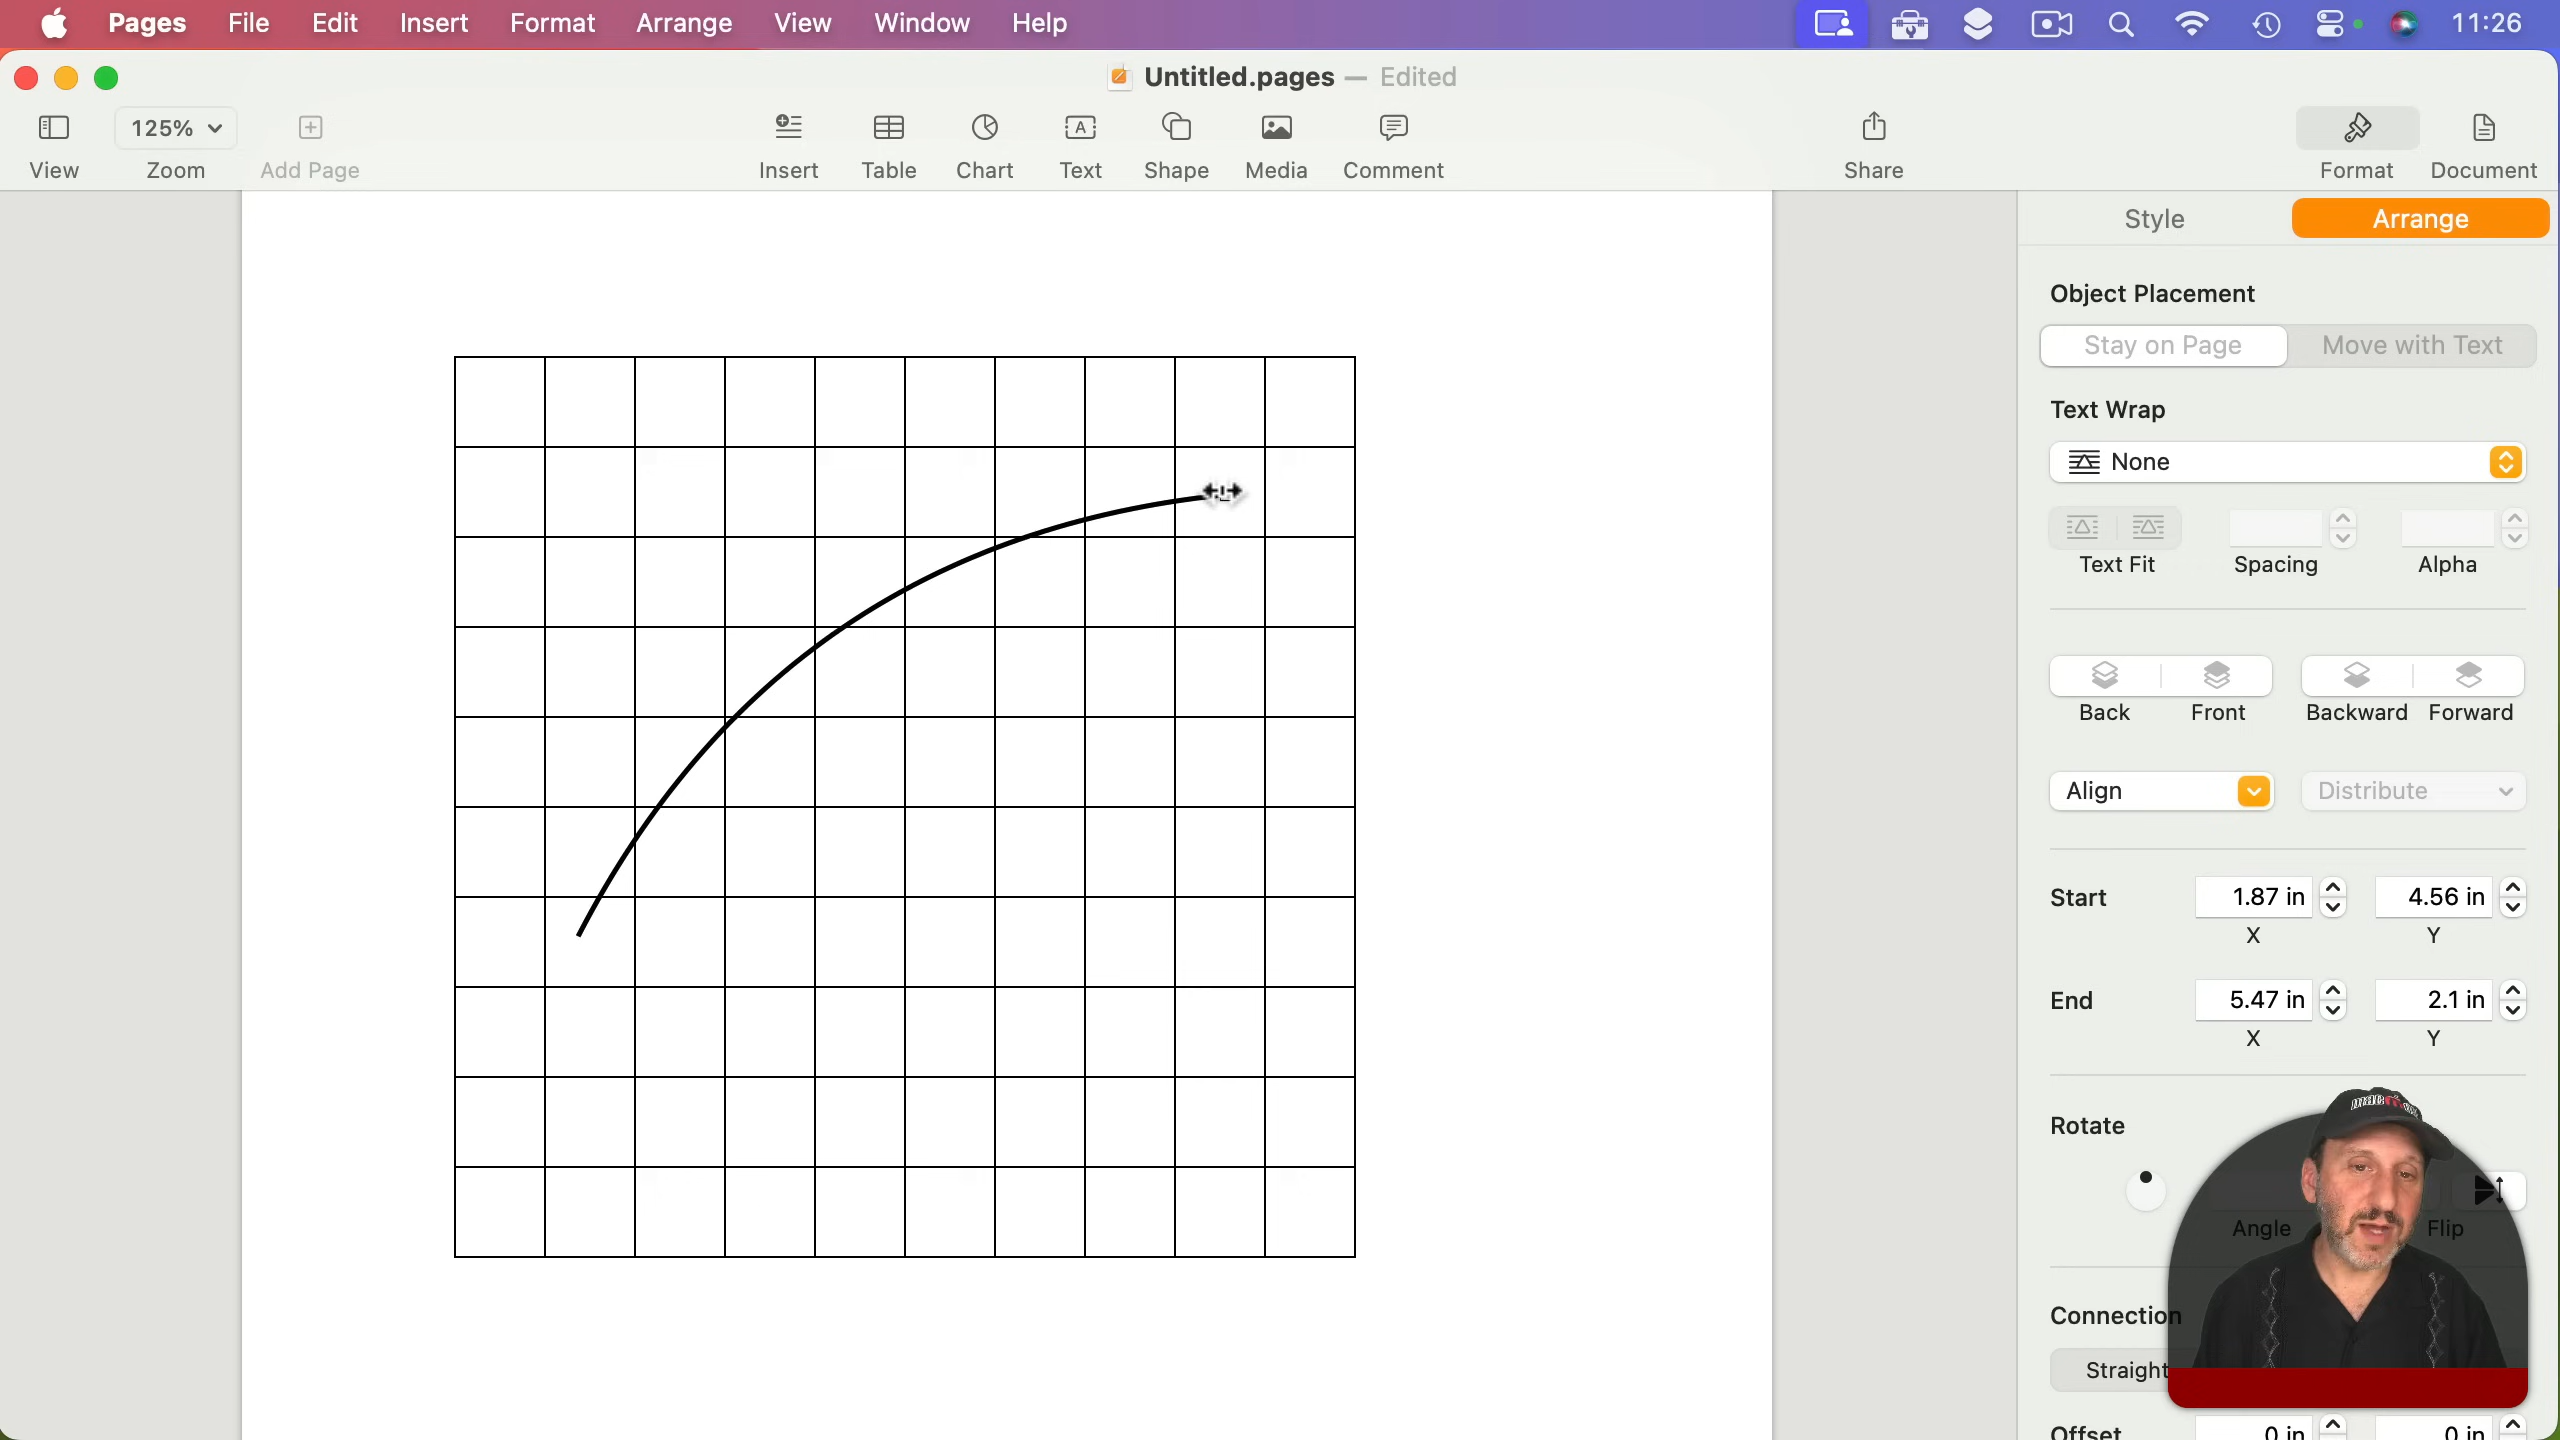 Pages File Edit Insert Format Arrange View Window Help 11:26
Untitled.pages — Edited
125%
View Zoom Add Page Insert Table Chart Text Shape Media Comment Share Format Document
Style Arrange
Object Placement
Stay on Page Move with Text
Text Wrap
None
Text Fit Spacing Alpha
Back Front Backward Forward
Align Distribute
Start 1.87 in 4.56 in
X Y
End 5.47 in 2.1 in
X Y
Rotate
Angle Flip
Connection
Straight
Offset 0 in 0 in